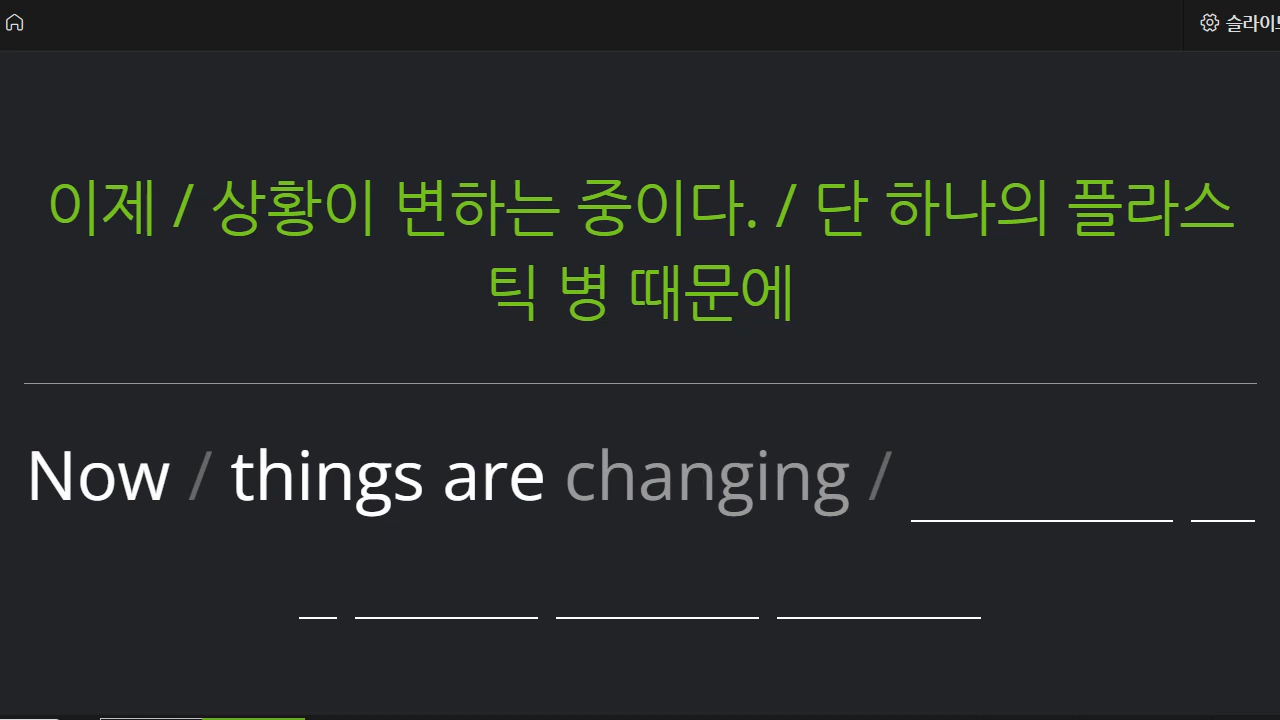 슬라이드
이제 / 상황이 변하는 중이다. / 단 하나의 플라스
틱 병 때문에
Now / things are changing /